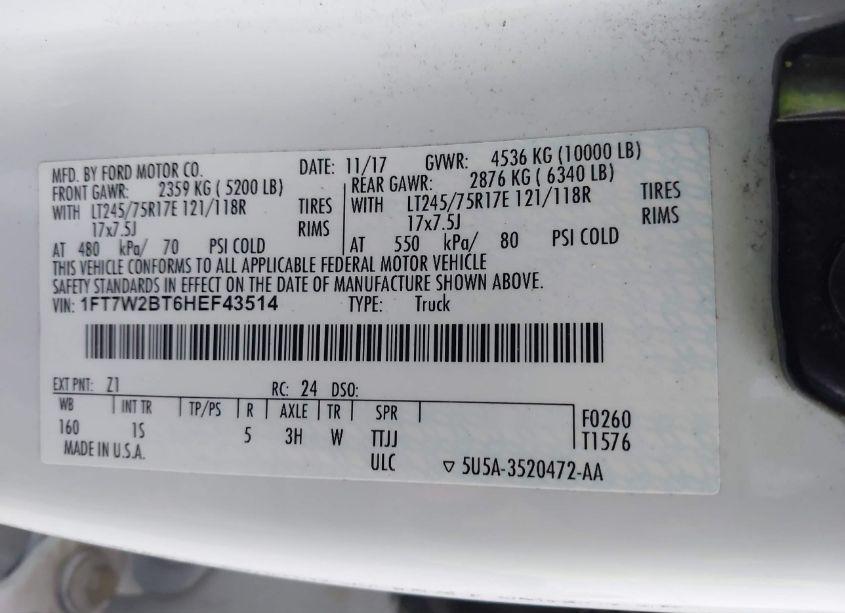 MFD. BY FORD MOTOR CO. DATE: 11/17 GVWR: 4536 KG (10000 LB)
FRONT GAWR: 2359 KG ( 5200 LB) REAR GAWR: 2876 KG ( 6340 LB)
WITH LT245/75R17E 121/118R TIRES WITH LT245/75R17E 121/118R TIRES
17x7.5J RIMS 17x7.5J RIMS
AT 480 kPa/ 70 PSI COLD AT 550 kPa/ 80 PSI COLD
THIS VEHICLE CONFORMS TO ALL APPLICABLE FEDERAL MOTOR VEHICLE
SAFETY STANDARDS IN EFFECT ON THE DATE OF MANUFACTURE SHOWN ABOVE.
VIN: 1FT7W2BT6HEF43514 TYPE: Truck
EXT PNT: Z1 RC: 24 DSO:
WB INT TR TP/PS R AXLE TR SPR F0260
160 1S 5 3H W TTJJ T1576
MADE IN U.S.A. ULC ▽ 5U5A-3520472-AA